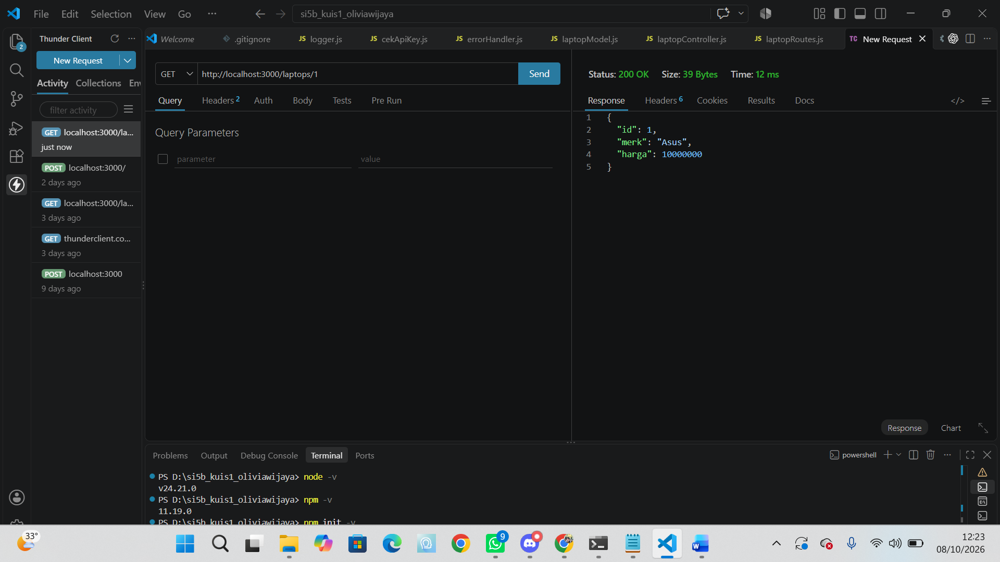 File Edit Selection View Go ··· si5b_kuis1_oliviawijaya
2
Thunder Client
New Request
Activity Collections En
filter activity
GET localhost:3000/la...
just now
POST localhost:3000/
2 days ago
GET localhost:3000/la...
3 days ago
GET thunderclient.co...
3 days ago
POST localhost:3000
9 days ago
Welcome .gitignore JS logger.js JS cekApiKey.js JS errorHandler.js JS laptopModel.js JS laptopController.js JS laptopRoutes.js TC New Request
GET http://localhost:3000/laptops/1 Send
Query Headers 2 Auth Body Tests Pre Run
Query Parameters
parameter value
Status: 200 OK Size: 39 Bytes Time: 12 ms
Response Headers 6 Cookies Results Docs </>
1 {
2 "id": 1,
3 "merk": "Asus",
4 "harga": 10000000
5 }
Response Chart
Problems Output Debug Console Terminal Ports powershell
PS D:\si5b_kuis1_oliviawijaya> node -v
v24.21.0
PS D:\si5b_kuis1_oliviawijaya> npm -v
11.19.0
PS D:\si5b_kuis1_oliviawijaya> npm init -y
33° 9 12:23
08/10/2026